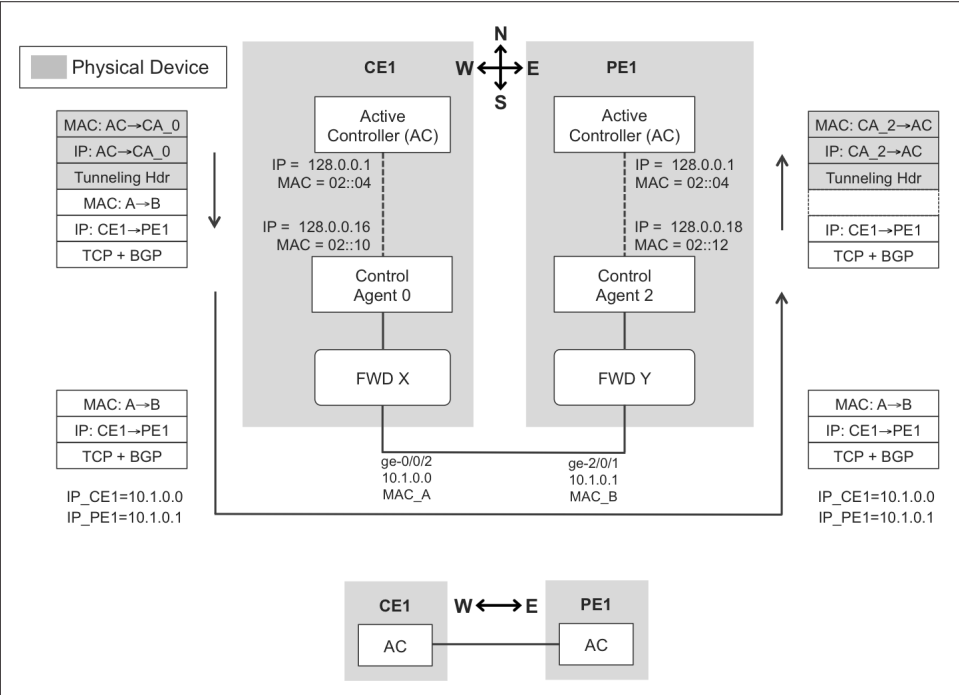 Physical Device
N
W E
S
CE1
PE1
MAC: AC→CA_0
IP: AC→CA_0
Tunneling Hdr
MAC: A→B
IP: CE1→PE1
TCP + BGP
Active
Controller (AC)
IP = 128.0.0.1
MAC = 02::04
IP = 128.0.0.16
MAC = 02::10
Control
Agent 0
FWD X
Active
Controller (AC)
IP = 128.0.0.1
MAC = 02::04
IP = 128.0.0.18
MAC = 02::12
Control
Agent 2
FWD Y
MAC: CA_2→AC
IP: CA_2→AC
Tunneling Hdr
IP: CE1→PE1
TCP + BGP
MAC: A→B
IP: CE1→PE1
TCP + BGP
IP_CE1=10.1.0.0
IP_PE1=10.1.0.1
ge-0/0/2
10.1.0.0
MAC_A
ge-2/0/1
10.1.0.1
MAC_B
MAC: A→B
IP: CE1→PE1
TCP + BGP
IP_CE1=10.1.0.0
IP_PE1=10.1.0.1
CE1
W E
PE1
AC
AC